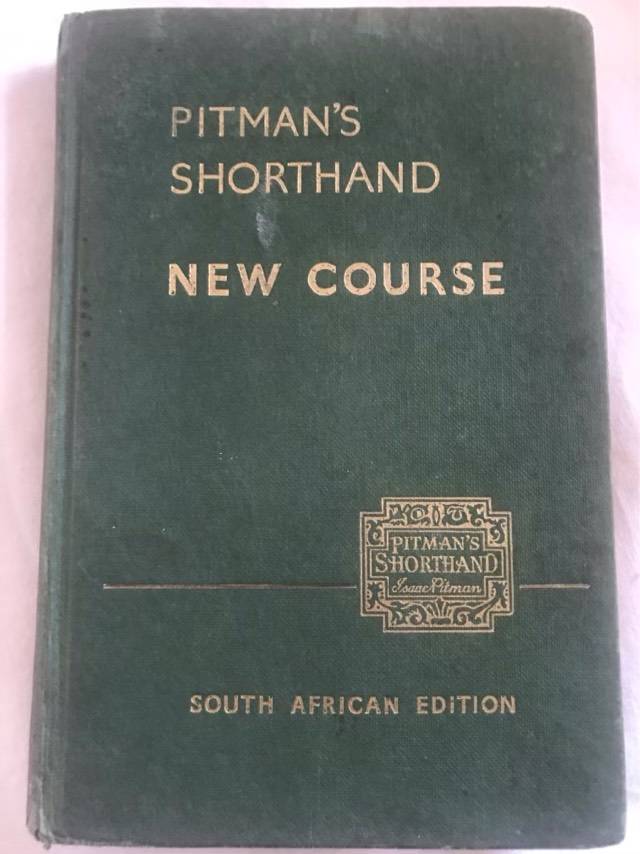 PITMAN'S
SHORTHAND
NEW COURSE
PITMAN'S
SHORTHAND
Isaac Pitman
SOUTH AFRICAN EDITION